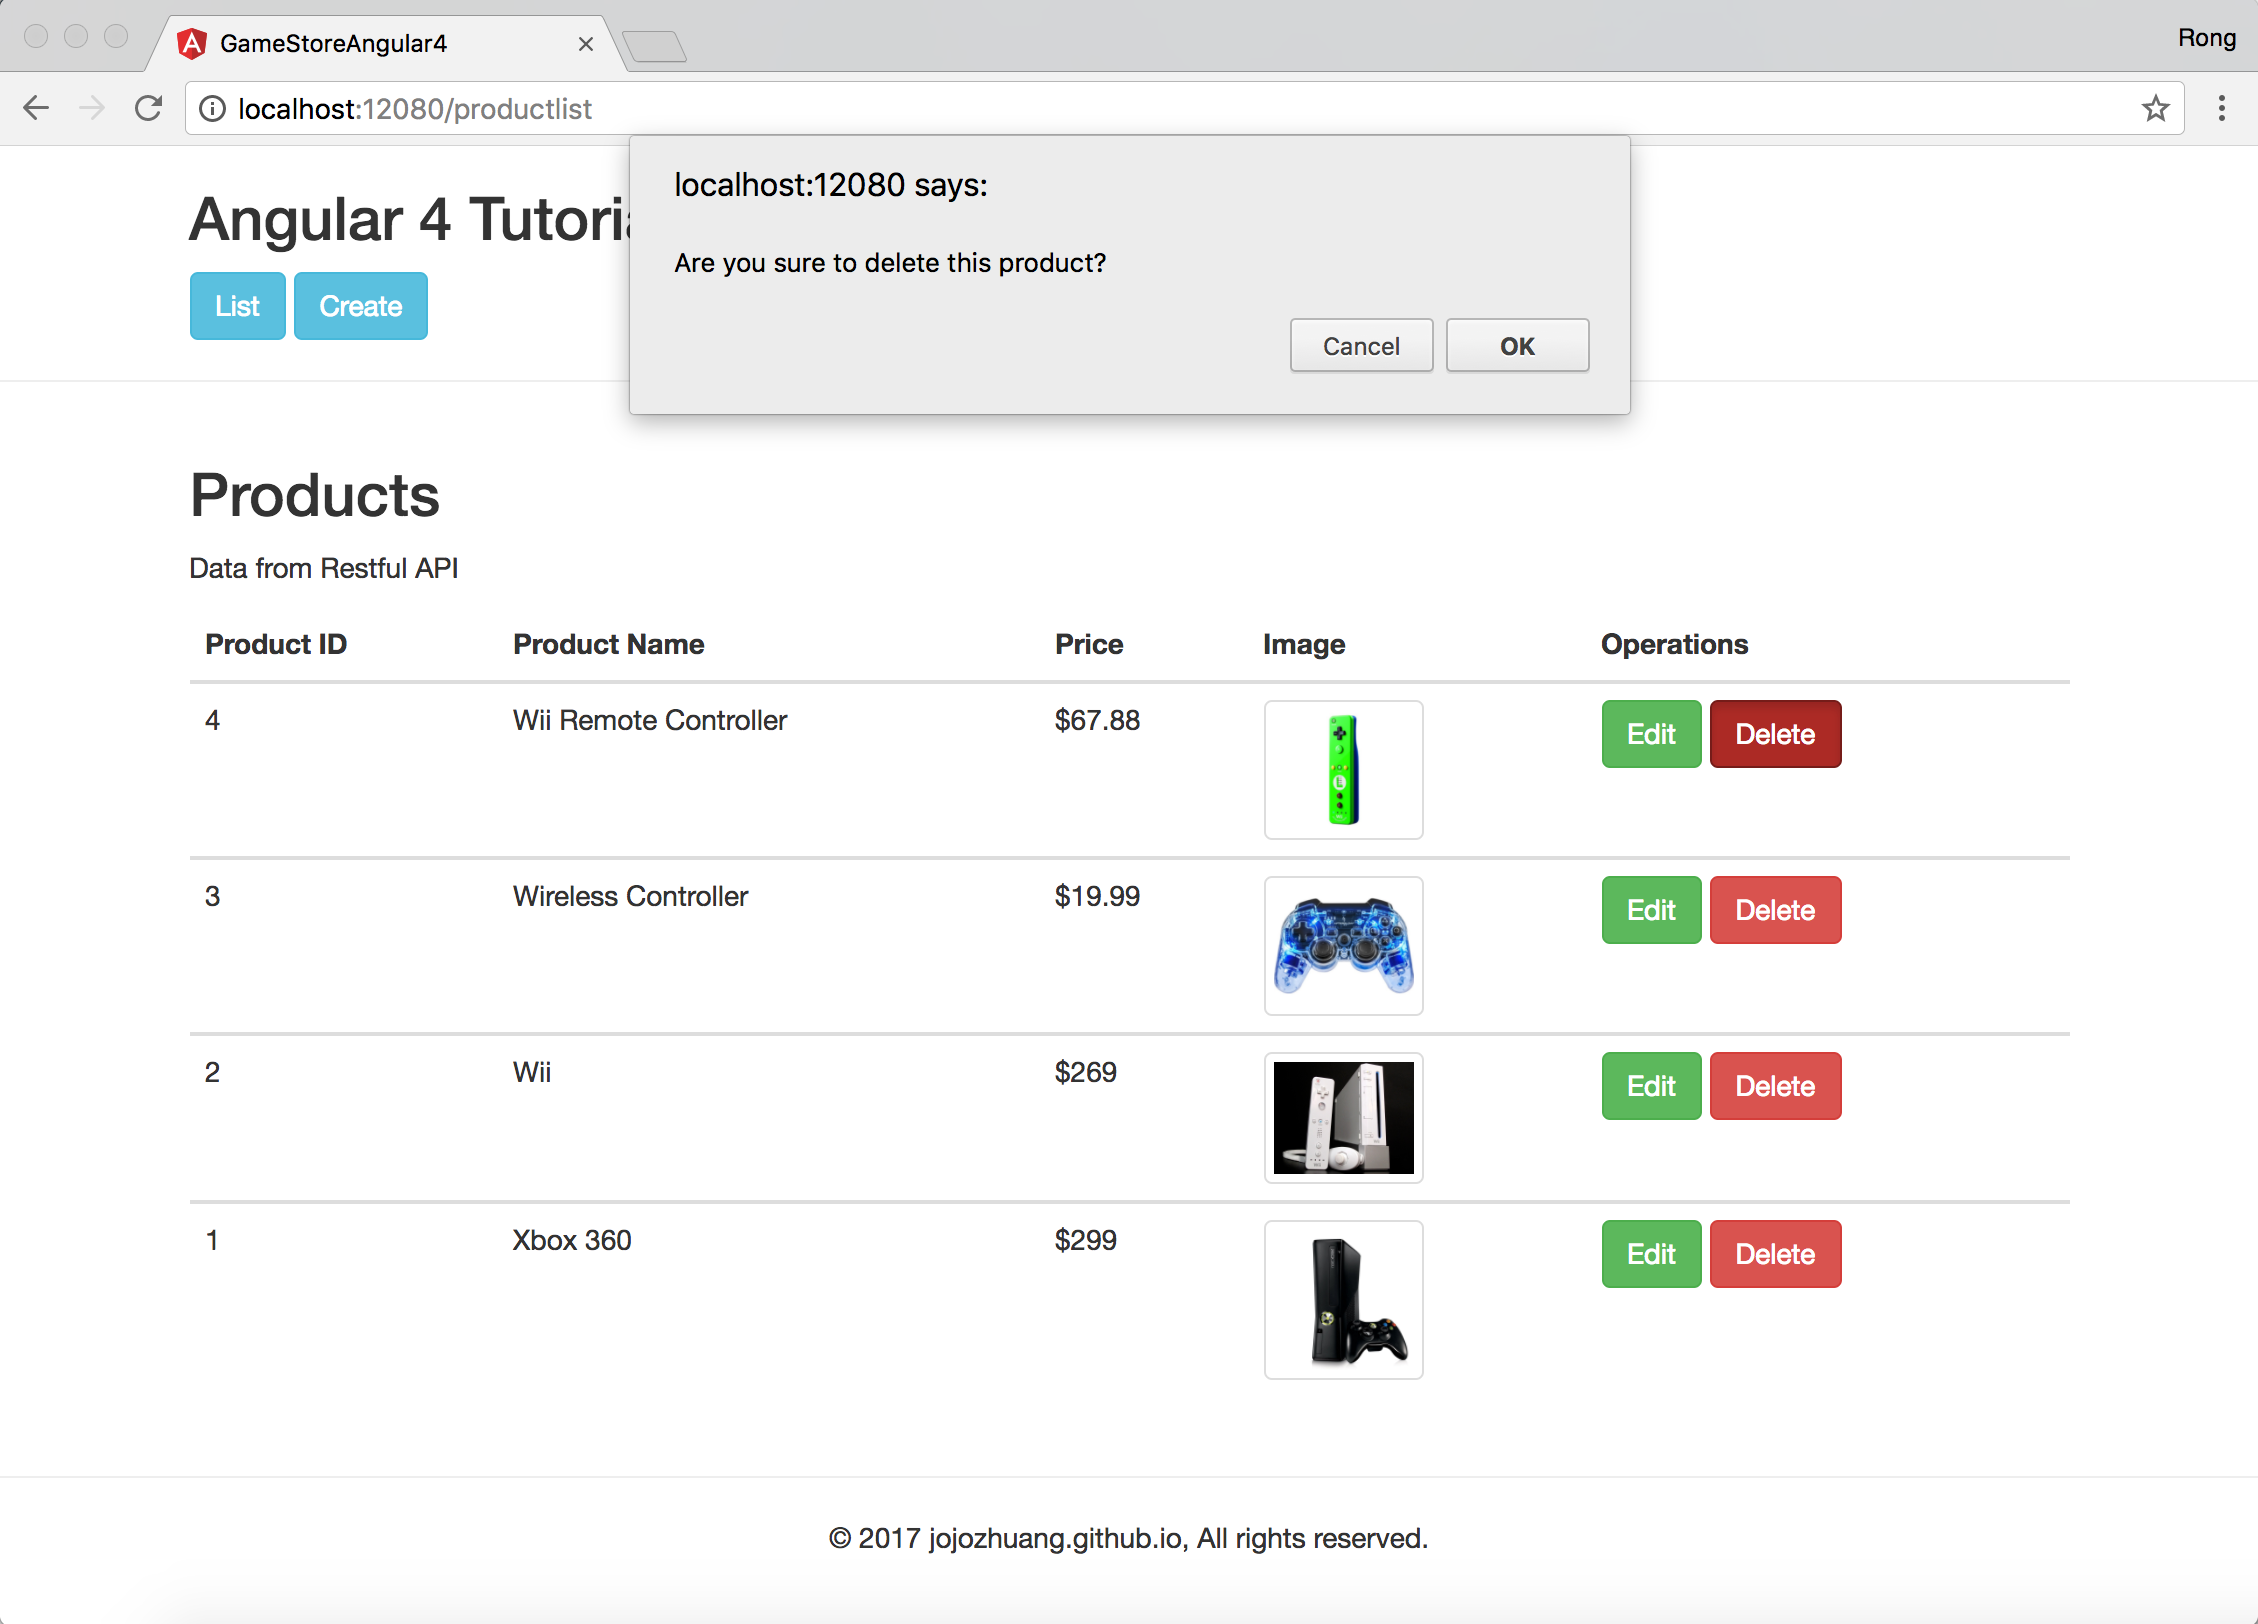 GameStoreAngular4
Rong
localhost:12080/productlist
localhost:12080 says:
Are you sure to delete this product?
Cancel OK
Angular 4
List Create
Products
Data from Restful API
Product ID Product Name Price Image Operations
4 Wii Remote Controller $67.88 Edit Delete
3 Wireless Controller $19.99 Edit Delete
2 Wii $269 Edit Delete
1 Xbox 360 $299 Edit Delete
© 2017 jojozhuang.github.io, All rights reserved.